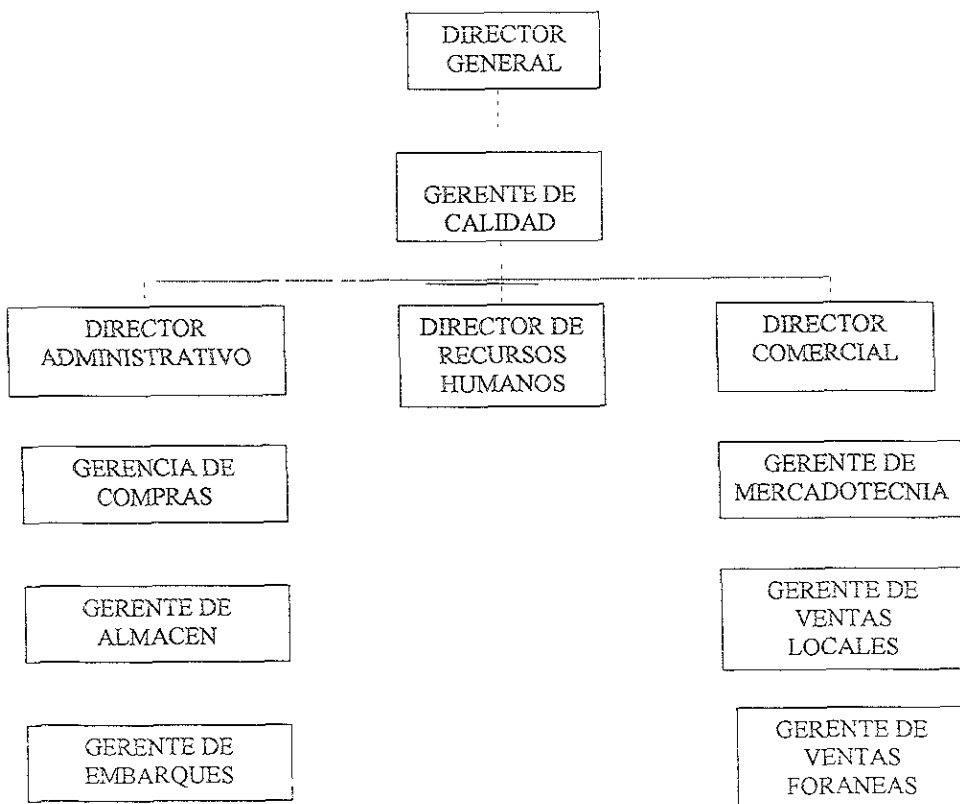 DIRECTOR
GENERAL
GERENTE DE
CALIDAD
DIRECTOR
ADMINISTRATIVO
DIRECTOR DE
RECURSOS
HUMANOS
DIRECTOR
COMERCIAL
GERENCIA DE
COMPRAS
GERENTE DE
MERCADOTECNIA
GERENTE DE
ALMACEN
GERENTE DE
VENTAS
LOCALES
GERENTE DE
EMBARQUES
GERENTE DE
VENTAS
FORANEAS